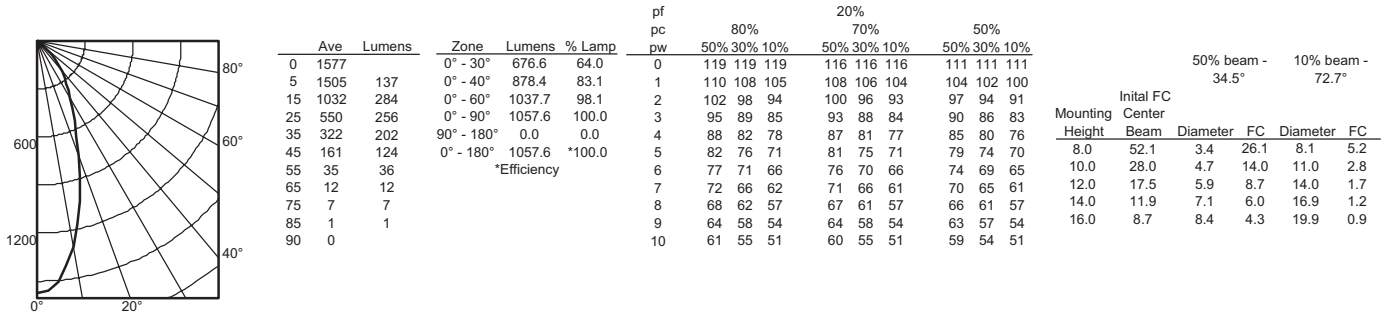 600
1200
0°
20°
40°
60°
80°
Ave Lumens
0 1577
5 1505 137
15 1032 284
25 550 256
35 322 202
45 161 124
55 35 36
65 12 12
75 7 7
85 1 1
90 0
Zone Lumens % Lamp
0° - 30° 676.6 64.0
0° - 40° 878.4 83.1
0° - 60° 1037.7 98.1
0° - 90° 1057.6 100.0
90° - 180° 0.0 0.0
0° - 180° 1057.6 *100.0
*Efficiency
pf 20%
pc 80% 70% 50%
pw 50% 30% 10% 50% 30% 10% 50% 30% 10%
0 119 119 119 116 116 116 111 111 111
1 110 108 105 108 106 104 104 102 100
2 102 98 94 100 96 93 97 94 91
3 95 89 85 93 88 84 90 86 83
4 88 82 78 87 81 77 85 80 76
5 82 76 71 81 75 71 79 74 70
6 77 71 66 76 70 66 74 69 65
7 72 66 62 71 66 61 70 65 61
8 68 62 57 67 61 57 66 61 57
9 64 58 54 64 58 54 63 57 54
10 61 55 51 60 55 51 59 54 51
50% beam - 10% beam -
34.5° 72.7°
Inital FC
Mounting Center
Height Beam Diameter FC Diameter FC
8.0 52.1 3.4 26.1 8.1 5.2
10.0 28.0 4.7 14.0 11.0 2.8
12.0 17.5 5.9 8.7 14.0 1.7
14.0 11.9 7.1 6.0 16.9 1.2
16.0 8.7 8.4 4.3 19.9 0.9